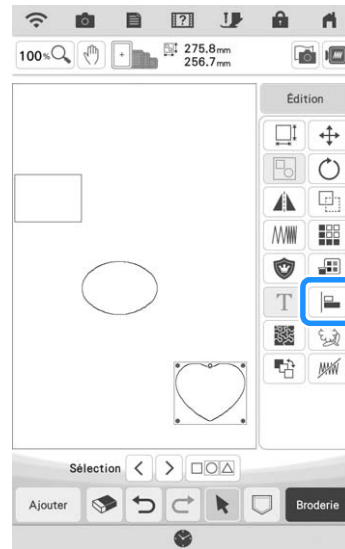 100%
275.8mm
256.7mm
Édition
T
Sélection
Ajouter
Broderie